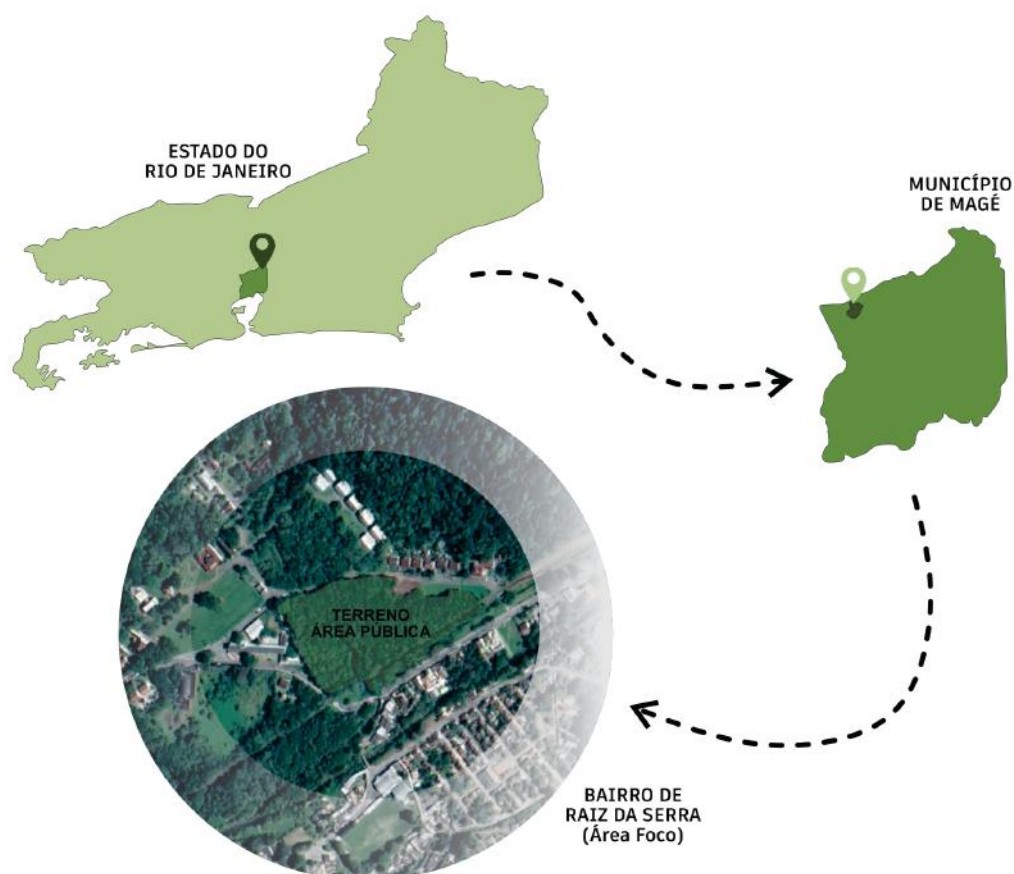 ESTADO DO
RIO DE JANEIRO
MUNICÍPIO
DE MAGÉ
TERRENO
ÁREA PÚBLICA
BAIRRO DE
RAIZ DA SERRA
(Área Foco)